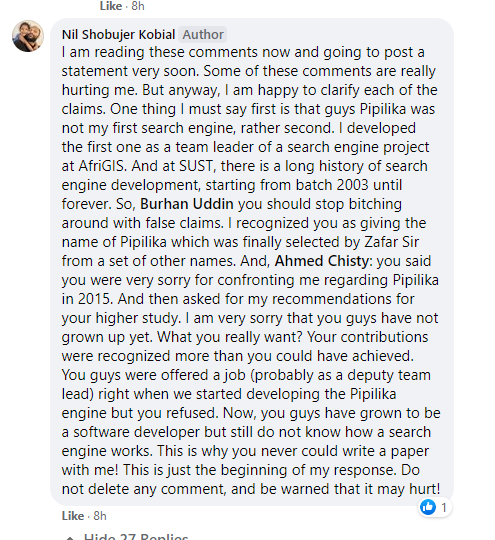 Like · 8h
Nil Shobujer Kobial Author
I am reading these comments now and going to post a
statement very soon. Some of these comments are really
hurting me. But anyway, I am happy to clarify each of the
claims. One thing I must say first is that guys Pipilika was
not my first search engine, rather second. I developed
the first one as a team leader of a search engine project
at AfriGIS. And at SUST, there is a long history of search
engine development, starting from batch 2003 until
forever. So, Burhan Uddin you should stop bitching
around with false claims. I recognized you as giving the
name of Pipilika which was finally selected by Zafar Sir
from a set of other names. And, Ahmed Chisty: you said
you were very sorry for confronting me regarding Pipilika
in 2015. And then asked for my recommendations for
your higher study. I am very sorry that you guys have not
grown up yet. What you really want? Your contributions
were recognized more than you could have achieved.
You guys were offered a job (probably as a deputy team
lead) right when we started developing the Pipilika
engine but you refused. Now, you guys have grown to be
a software developer but still do not know how a search
engine works. This is why you never could write a paper
with me! This is just the beginning of my response. Do
not delete any comment, and be warned that it may hurt!
1
Like · 8h
Hide 27 Replies